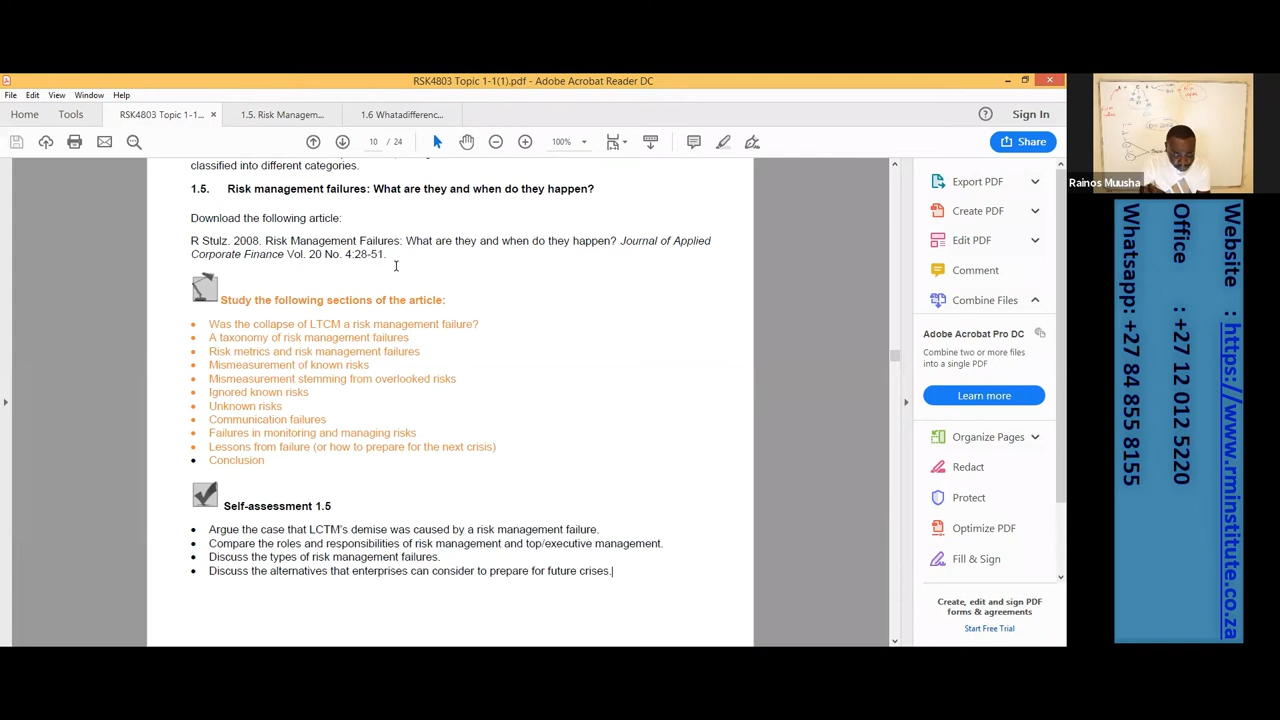 RSK4803 Topic 1-1(1).pdf - Adobe Acrobat Reader DC
File Edit View Window Help
Home Tools RSK4803 Topic 1-1... × 1.5. Risk Managem... 1.6 Whatadifferenc... Sign In
10 / 24 100% Share
classified into different categories.
1.5. Risk management failures: What are they and when do they happen?
Download the following article:
R Stulz. 2008. Risk Management Failures: What are they and when do they happen? Journal of Applied
Corporate Finance Vol. 20 No. 4:28-51.
Study the following sections of the article:
• Was the collapse of LTCM a risk management failure?
• A taxonomy of risk management failures
• Risk metrics and risk management failures
• Mismeasurement of known risks
• Mismeasurement stemming from overlooked risks
• Ignored known risks
• Unknown risks
• Communication failures
• Failures in monitoring and managing risks
• Lessons from failure (or how to prepare for the next crisis)
• Conclusion
Self-assessment 1.5
• Argue the case that LCTM's demise was caused by a risk management failure.
• Compare the roles and responsibilities of risk management and top/executive management.
• Discuss the types of risk management failures.
• Discuss the alternatives that enterprises can consider to prepare for future crises.
Export PDF
Create PDF
Edit PDF
Comment
Combine Files
Adobe Acrobat Pro DC
Combine two or more files
into a single PDF
Learn more
Organize Pages
Redact
Protect
Optimize PDF
Fill & Sign
Create, edit and sign PDF
forms & agreements
Start Free Trial
Rainos Muusha
Website : https://www.rminstitute.co.za
Office : +27 12 012 5220
Whatsapp: +27 84 855 8155